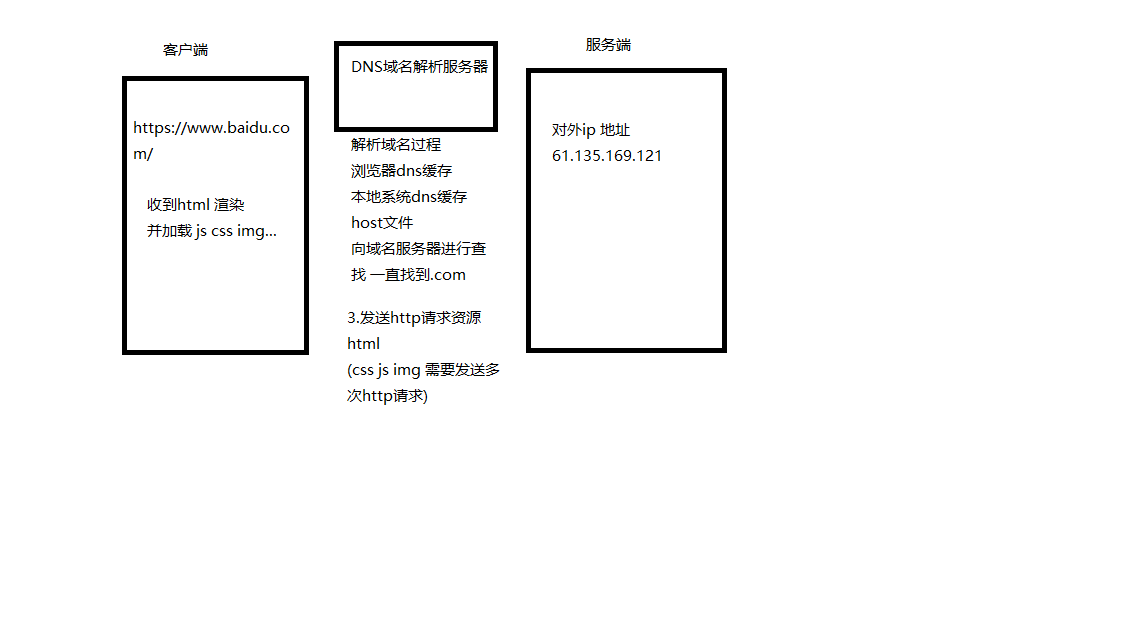 客户端
https://www.baidu.co
m/
收到html 渲染
并加载 js css img...
DNS域名解析服务器
解析域名过程
浏览器dns缓存
本地系统dns缓存
host文件
向域名服务器进行查
找 一直找到.com
3.发送http请求资源
html
(css js img 需要发送多
次http请求)
服务端
对外ip 地址
61.135.169.121